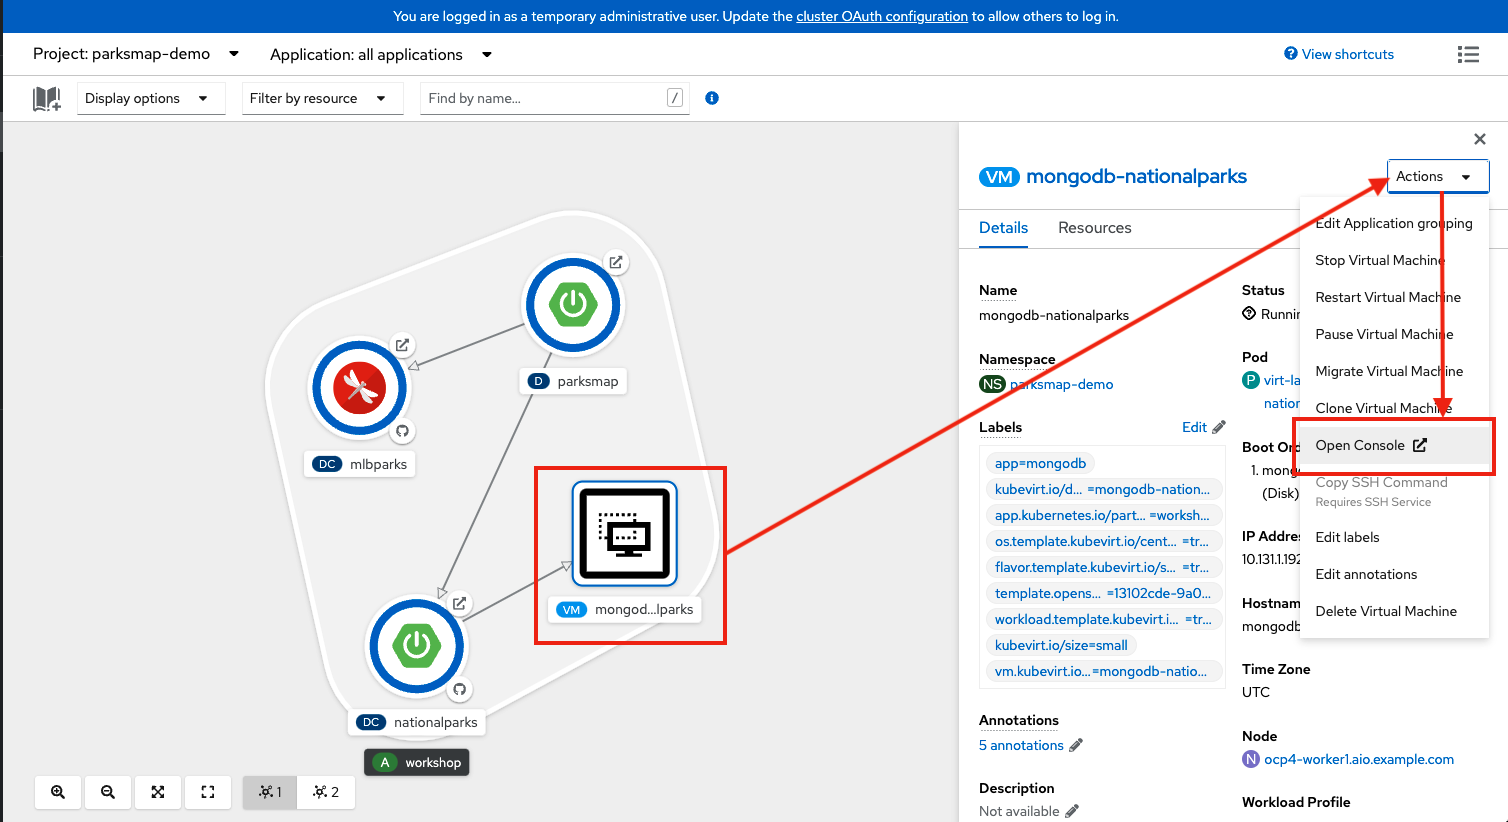 You are logged in as a temporary administrative user. Update the cluster OAuth configuration to allow others to log in.
Project: parksmap-demo
Application: all applications
View shortcuts
Display options
Filter by resource
Find by name...
/
parksmap
D
mlbparks
DC
VM mongod...lparks
DC nationalparks
A workshop
1
2
VM mongodb-nationalparks
Actions
Details
Resources
Name
mongodb-nationalparks
Namespace
NS parksmap-demo
Labels
Edit
app=mongodb
kubevirt.io/d... =mongodb-nation...
app.kubernetes.io/part... =worksh...
os.template.kubevirt.io/cent... =tr...
flavor.template.kubevirt.io/s... =tr...
template.opens... =13102cde-9a0...
workload.template.kubevirt.i... =tr...
kubevirt.io/size=small
vm.kubevirt.io...=mongodb-natio...
Annotations
5 annotations
Description
Not available
Status
Pod
P
Boot Ord
1. mong
(Disk)
IP Addre
10.131.1.192
Hostnam
mongodb
Time Zone
UTC
Node
N ocp4-worker1.aio.example.com
Workload Profile
Edit Application grouping
Stop Virtual Machine
Restart Virtual Machine
Pause Virtual Machine
Migrate Virtual Machine
Clone Virtual Machine
Open Console
Copy SSH Command
Requires SSH Service
Edit labels
Edit annotations
Delete Virtual Machine